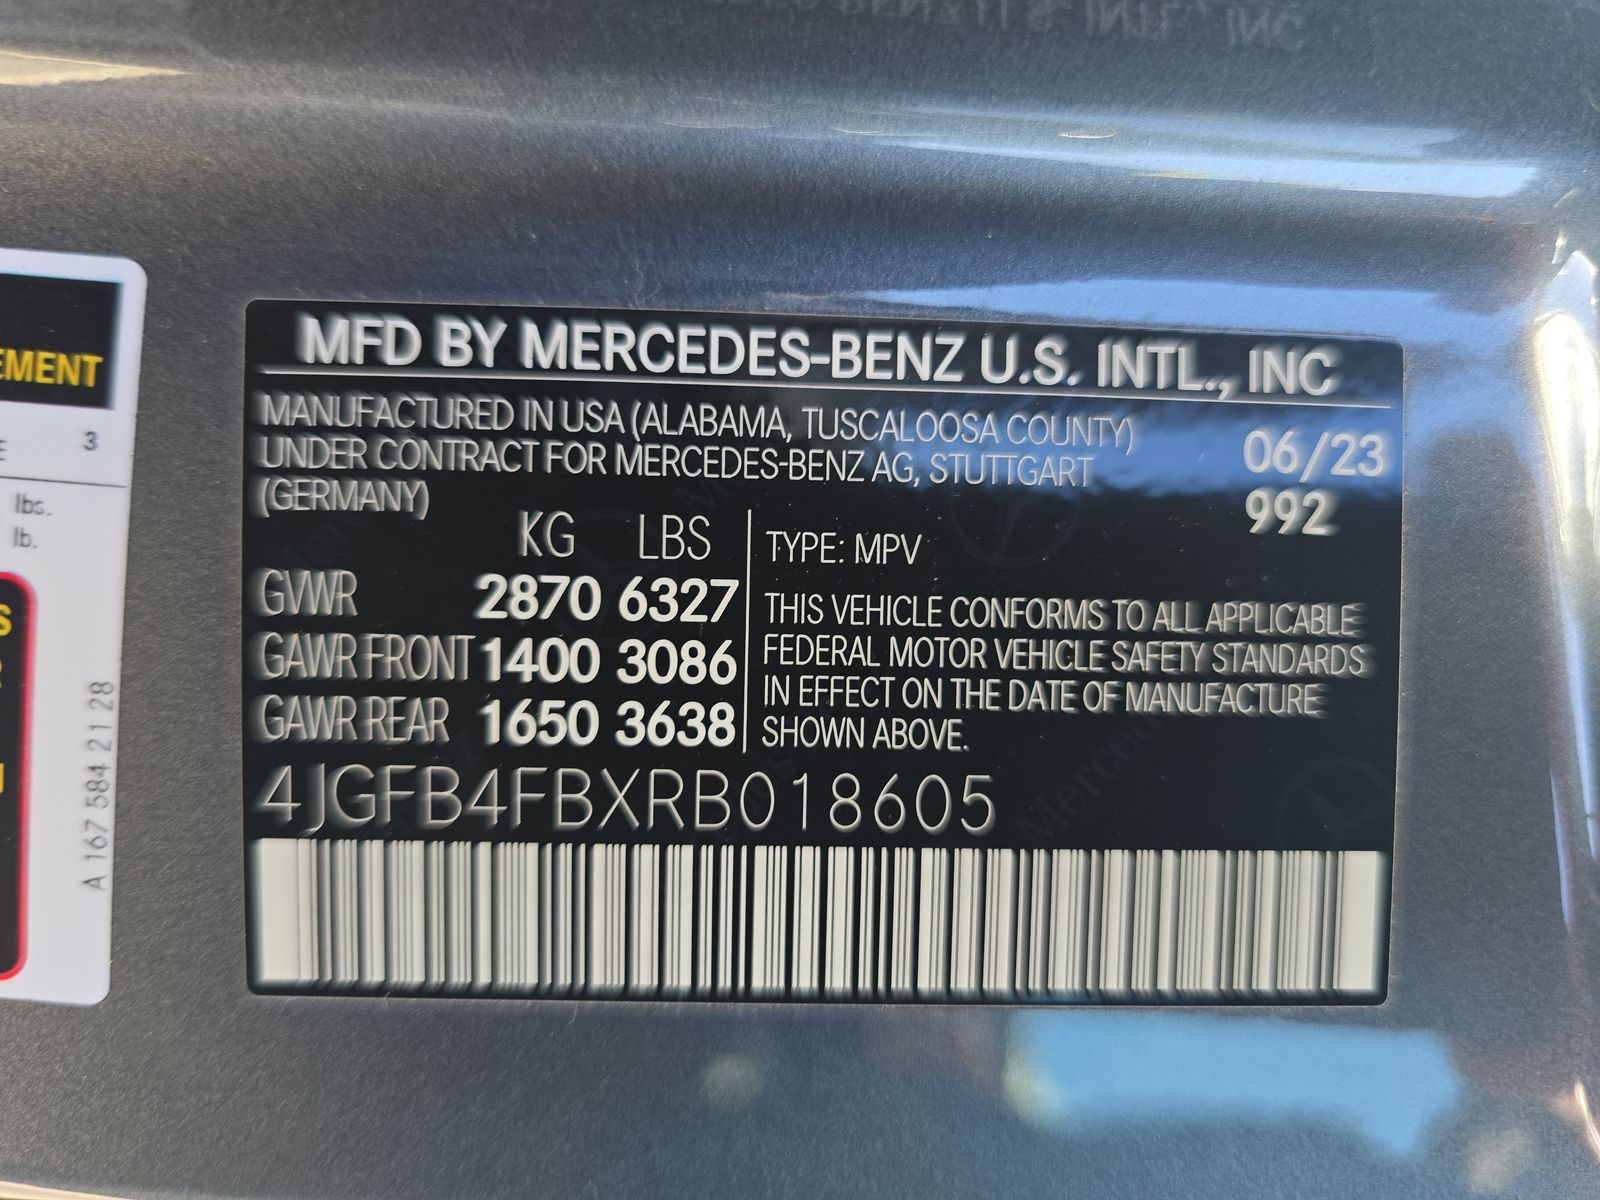 MFD BY MERCEDES-BENZ U.S. INTL., INC
MANUFACTURED IN USA (ALABAMA, TUSCALOOSA COUNTY)
UNDER CONTRACT FOR MERCEDES-BENZ AG, STUTTGART
(GERMANY)
06/23
992
KG LBS
GVWR 2870 6327
GAWR FRONT 1400 3086
GAWR REAR 1650 3638
TYPE: MPV
THIS VEHICLE CONFORMS TO ALL APPLICABLE
FEDERAL MOTOR VEHICLE SAFETY STANDARDS
IN EFFECT ON THE DATE OF MANUFACTURE
SHOWN ABOVE.
4JGFB4FBXRB018605
3
lbs.
lb.
A 167 584 21 28